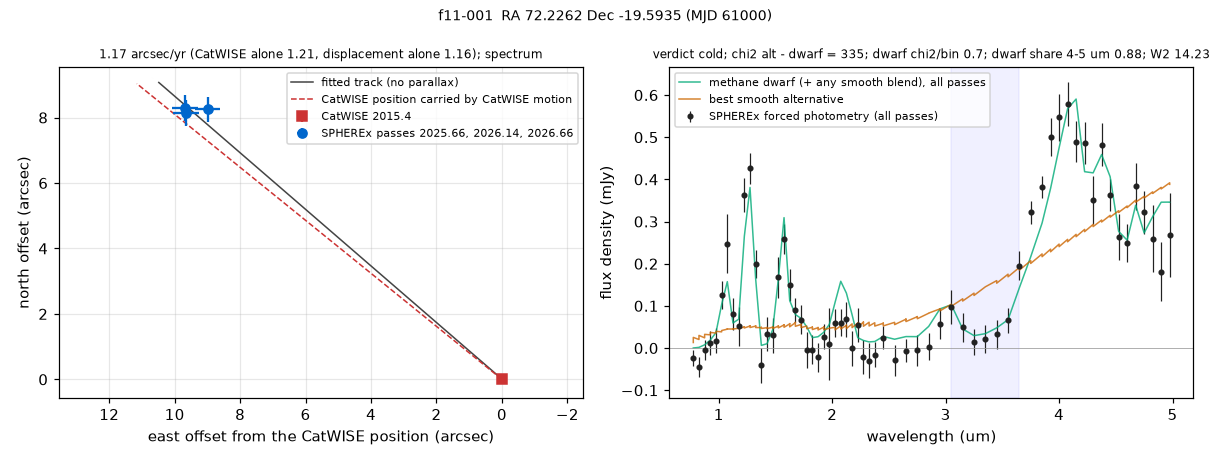 f11-001 RA 72.2262 Dec -19.5935 (MJD 61000)
1.17 arcsec/yr (CatWISE alone 1.21, displacement alone 1.16); spectrum
fitted track (no parallax)
CatWISE position carried by CatWISE motion
CatWISE 2015.4
SPHEREx passes 2025.66, 2026.14, 2026.66
north offset (arcsec)
8
6
4
2
0
12 10 8 6 4 2 0 −2
east offset from the CatWISE position (arcsec)
verdict cold; chi2 alt - dwarf = 335; dwarf chi2/bin 0.7; dwarf share 4-5 um 0.88; W2 14.23
methane dwarf (+ any smooth blend), all passes
best smooth alternative
SPHEREx forced photometry (all passes)
flux density (mJy)
0.6
0.5
0.4
0.3
0.2
0.1
0.0
−0.1
1 2 3 4 5
wavelength (um)